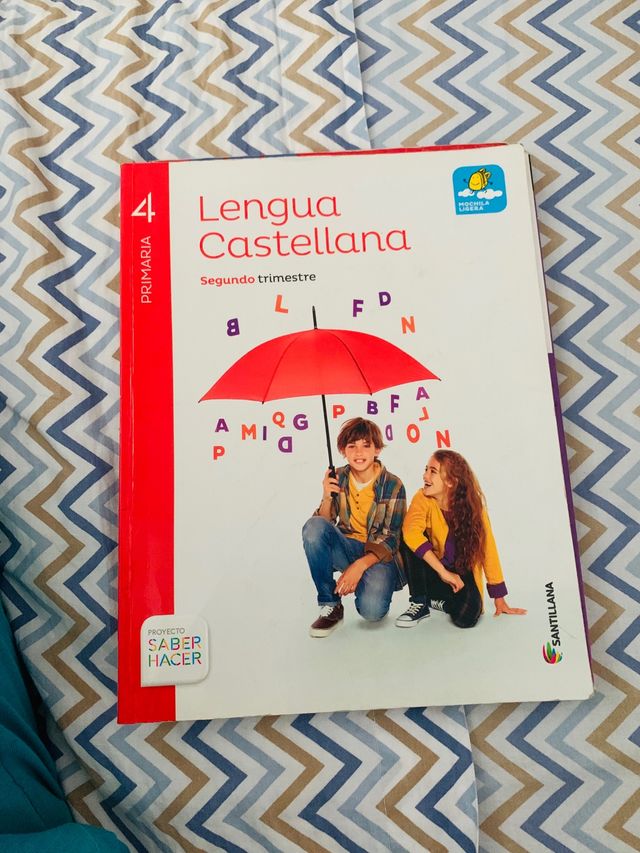 4
PRIMARIA
Lengua
Castellana
Segundo trimestre
MOCHILA
LIGERA
L
F D
B
N
A P B F A
P M I Q G L
D D O N
PROYECTO
SABER
HACER
SANTILLANA